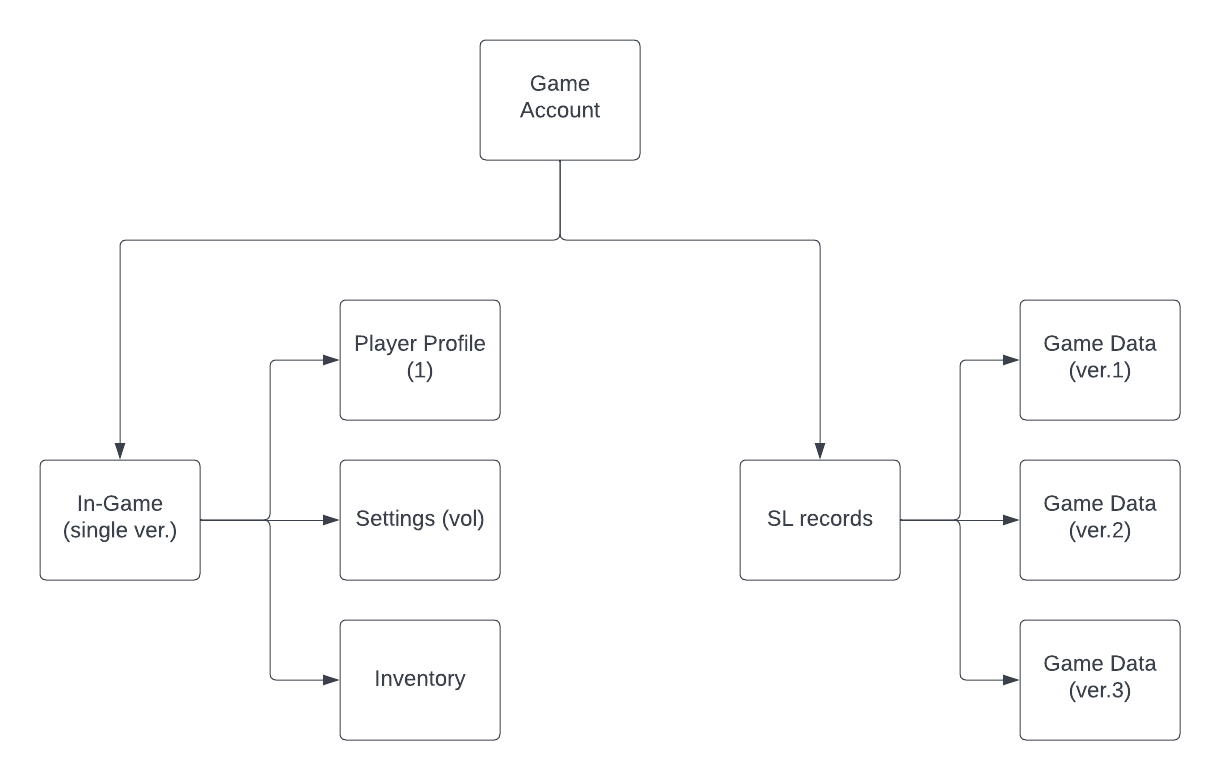 Game
Account
Player Profile
(1)
Game Data
(ver.1)
In-Game
(single ver.)
Settings (vol)
SL records
Game Data
(ver.2)
Inventory
Game Data
(ver.3)